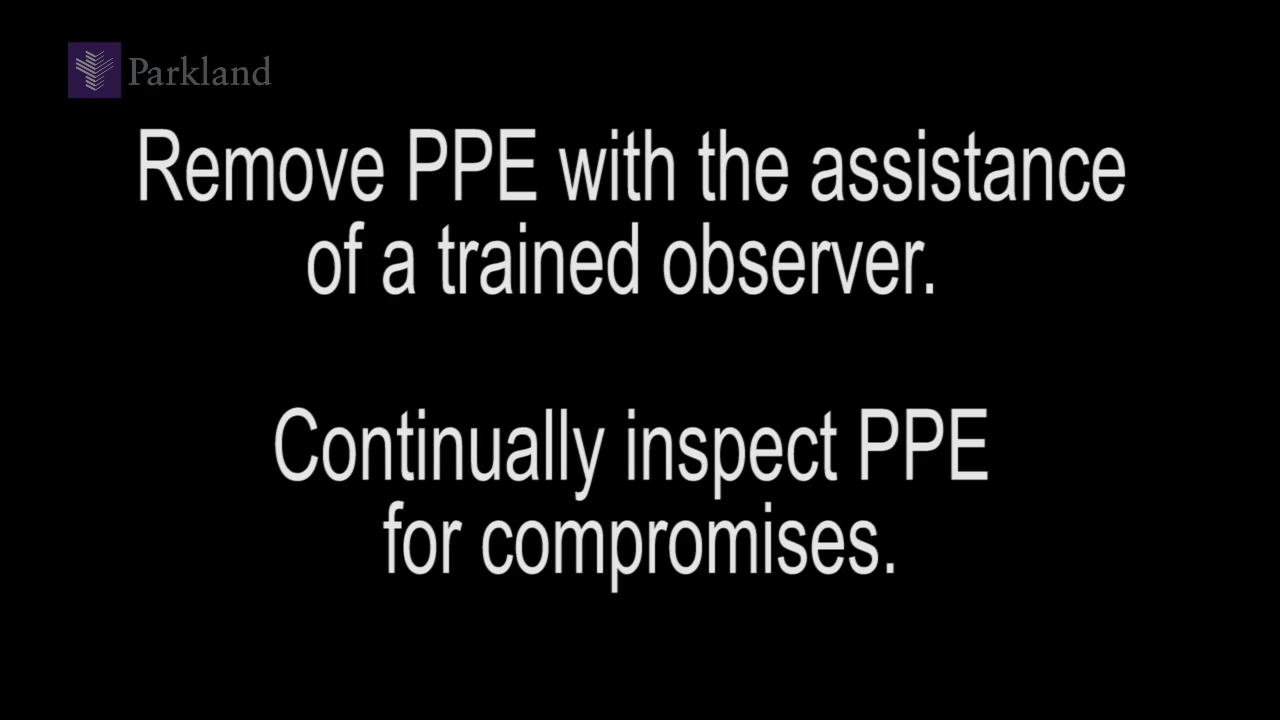 Parkland
Remove PPE with the assistance
of a trained observer.
Continually inspect PPE
for compromises.